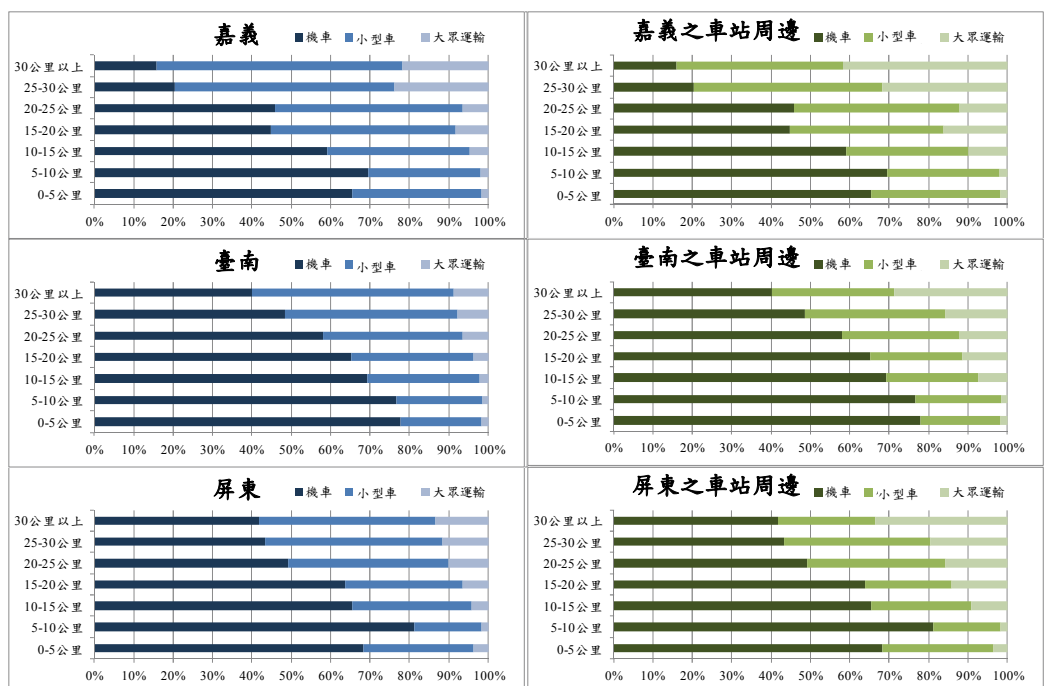 嘉義 機車 小型車 大眾運輸
30公里以上
25-30公里
20-25公里
15-20公里
10-15公里
5-10公里
0-5公里
0% 10% 20% 30% 40% 50% 60% 70% 80% 90% 100%
嘉義之車站周邊 機車 小型車 大眾運輸
30公里以上
25-30公里
20-25公里
15-20公里
10-15公里
5-10公里
0-5公里
0% 10% 20% 30% 40% 50% 60% 70% 80% 90% 100%
臺南 機車 小型車 大眾運輸
30公里以上
25-30公里
20-25公里
15-20公里
10-15公里
5-10公里
0-5公里
0% 10% 20% 30% 40% 50% 60% 70% 80% 90% 100%
臺南之車站周邊 機車 小型車 大眾運輸
30公里以上
25-30公里
20-25公里
15-20公里
10-15公里
5-10公里
0-5公里
0% 10% 20% 30% 40% 50% 60% 70% 80% 90% 100%
屏東 機車 小型車 大眾運輸
30公里以上
25-30公里
20-25公里
15-20公里
10-15公里
5-10公里
0-5公里
0% 10% 20% 30% 40% 50% 60% 70% 80% 90% 100%
屏東之車站周邊 機車 小型車 大眾運輸
30公里以上
25-30公里
20-25公里
15-20公里
10-15公里
5-10公里
0-5公里
0% 10% 20% 30% 40% 50% 60% 70% 80% 90% 100%